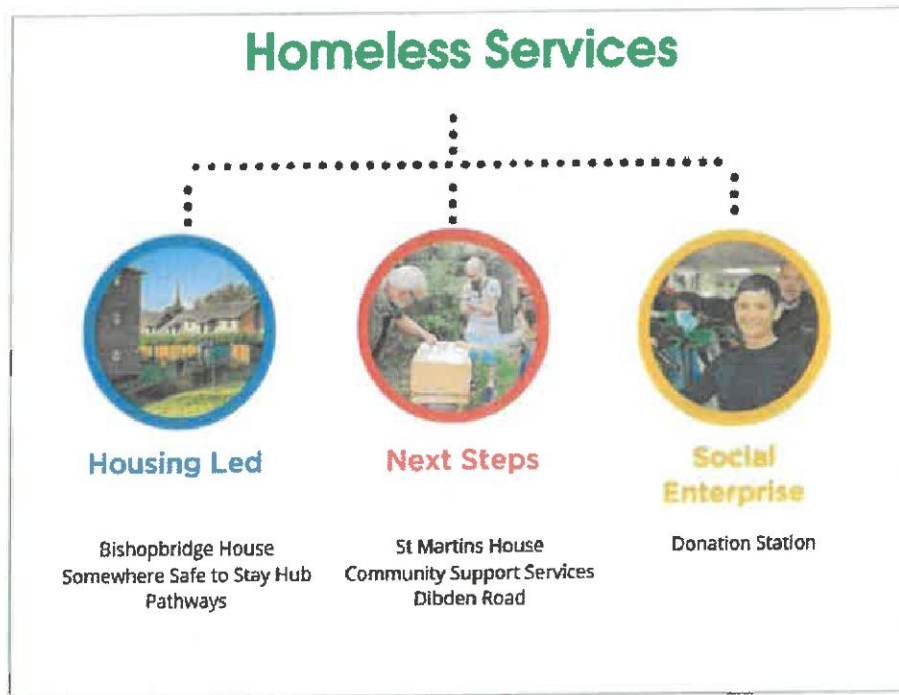 Homeless Services
Housing Led
Next Steps
Social
Enterprise
Bishopbridge House
Somewhere Safe to Stay Hub
Pathways
St Martins House
Community Support Services
Dibden Road
Donation Station